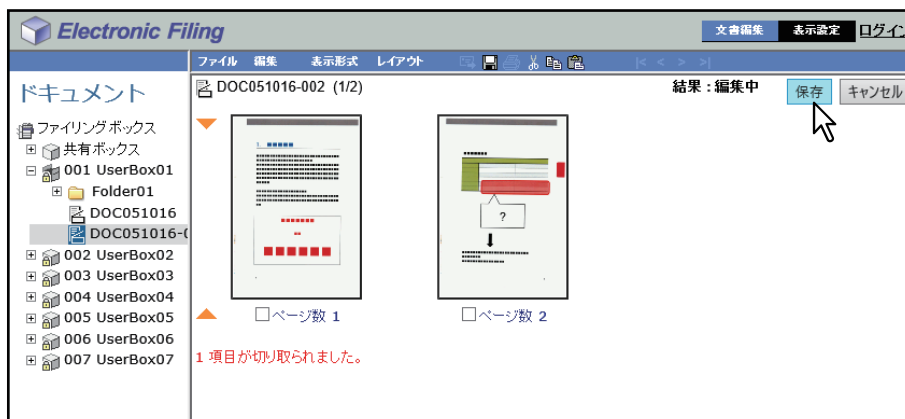 Electronic Filing
文書編集 表示設定 ログイン
ファイル 編集 表示形式 レイアウト |< < > >|
ドキュメント
DOC051016-002 (1/2)
結果：編集中
保存 キャンセル
ファイリングボックス
共有ボックス
001 UserBox01
Folder01
DOC051016
DOC051016-(
002 UserBox02
003 UserBox03
004 UserBox04
005 UserBox05
006 UserBox06
007 UserBox07
1.
?
ページ数 1
ページ数 2
1 項目が切り取られました。